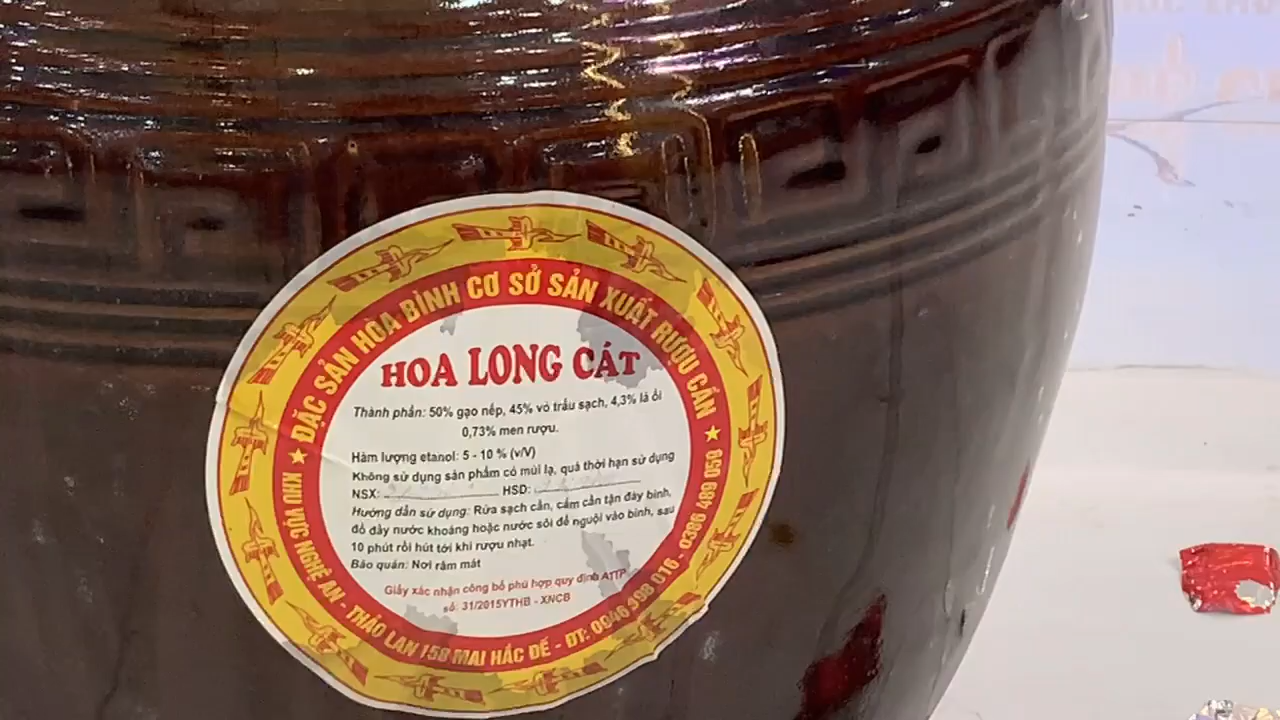 ĐẶC SẢN HÒA BÌNH CƠ SỞ SẢN XUẤT RƯỢU CẦN
HOA LONG CÁT
Thành phần: 50% gạo nếp, 45% vỏ trấu sạch, 4,3% lá ổi
0,73% men rượu.
Hàm lượng etanol: 5 - 10 % (v/V)
Không sử dụng sản phẩm có mùi lạ, quá thời hạn sử dụng
NSX: HSD:
Hướng dẫn sử dụng: Rửa sạch cần, cắm cần tận đáy bình,
đổ đầy nước khoáng hoặc nước sôi để nguội vào bình, sau
10 phút rồi hút tới khi rượu nhạt.
Bảo quản: Nơi râm mát
Giấy xác nhận công bố phù hợp quy định ATTP
số: 31/2015YTHB - XNCB
KHU VỰC NGHỆ AN - THẢO LAN 158 MAI HẮC ĐẾ - ĐT: 0946 398 016 - 0386 489 059